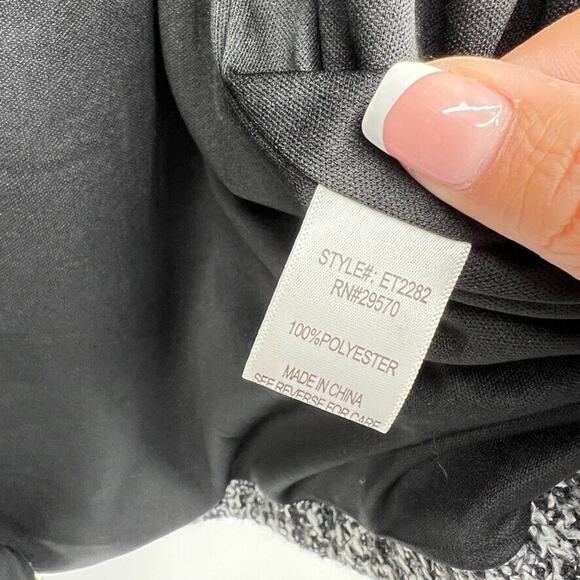 STYLE#: ET2282
RN#29570
100%POLYESTER
MADE IN CHINA
SEE REVERSE FOR CARE